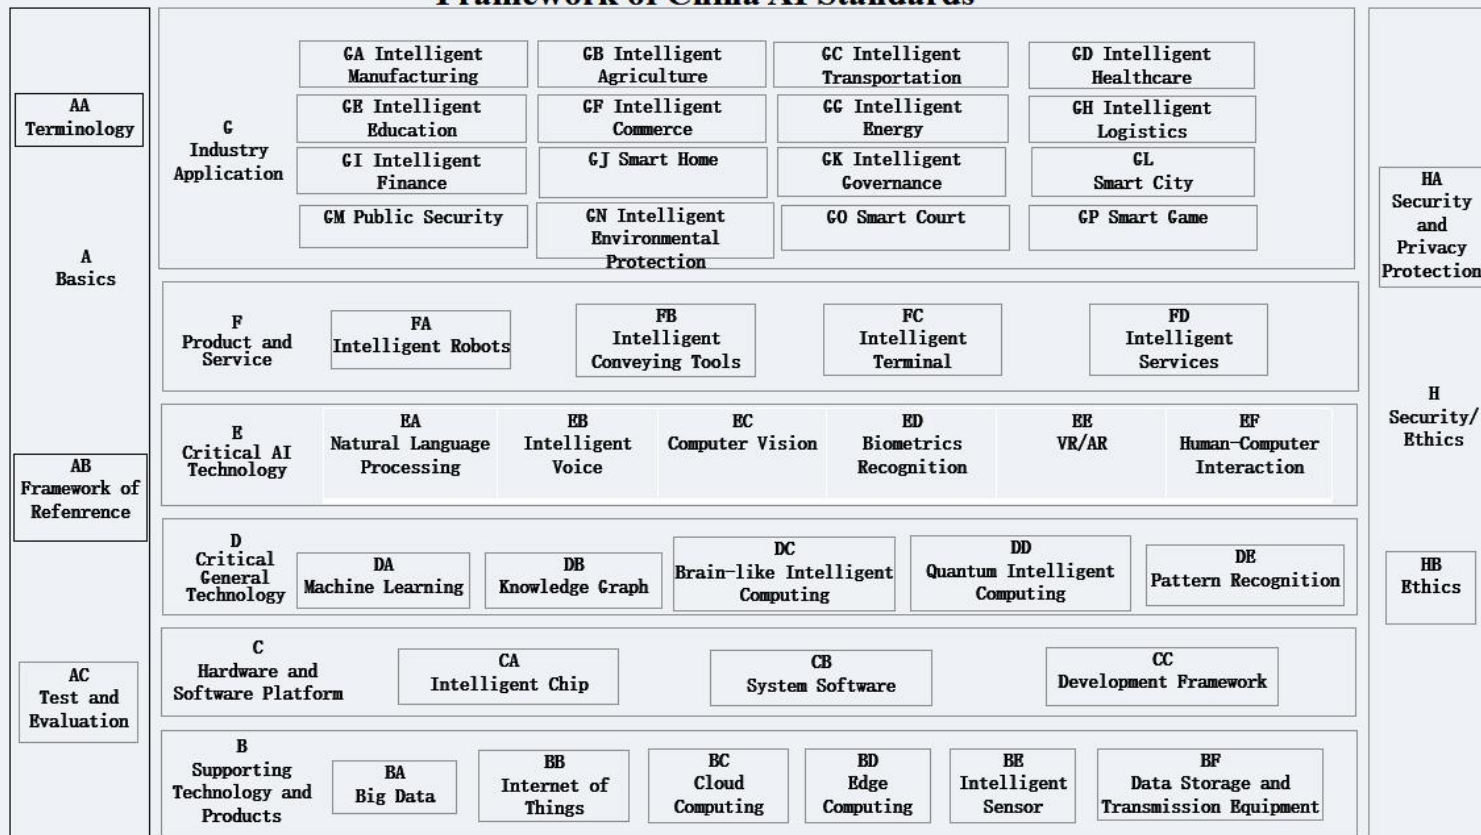 Framework of China AI Standards
AA
Terminology
A
Basics
AB
Framework of
Refenrence
AC
Test and
Evaluation
G
Industry
Application
GA Intelligent
Manufacturing
GB Intelligent
Agriculture
GC Intelligent
Transportation
GD Intelligent
Healthcare
GE Intelligent
Education
GF Intelligent
Commerce
GG Intelligent
Energy
GH Intelligent
Logistics
GI Intelligent
Finance
GJ Smart Home
GK Intelligent
Governance
GL
Smart City
GM Public Security
GN Intelligent
Environmental
Protection
GO Smart Court
GP Smart Game
F
Product and
Service
FA
Intelligent Robots
FB
Intelligent
Conveying Tools
FC
Intelligent
Terminal
FD
Intelligent
Services
E
Critical AI
Technology
EA
Natural Language
Processing
EB
Intelligent
Voice
EC
Computer Vision
ED
Biometrics
Recognition
EE
VR/AR
EF
Human-Computer
Interaction
D
Critical
General
Technology
DA
Machine Learning
DB
Knowledge Graph
DC
Brain-like Intelligent
Computing
DD
Quantum Intelligent
Computing
DE
Pattern Recognition
C
Hardware and
Software Platform
CA
Intelligent Chip
CB
System Software
CC
Development Framework
B
Supporting
Technology and
Products
BA
Big Data
BB
Internet of
Things
BC
Cloud
Computing
BD
Edge
Computing
BE
Intelligent
Sensor
BF
Data Storage and
Transmission Equipment
HA
Security
and
Privacy
Protection
H
Security/
Ethics
HB
Ethics